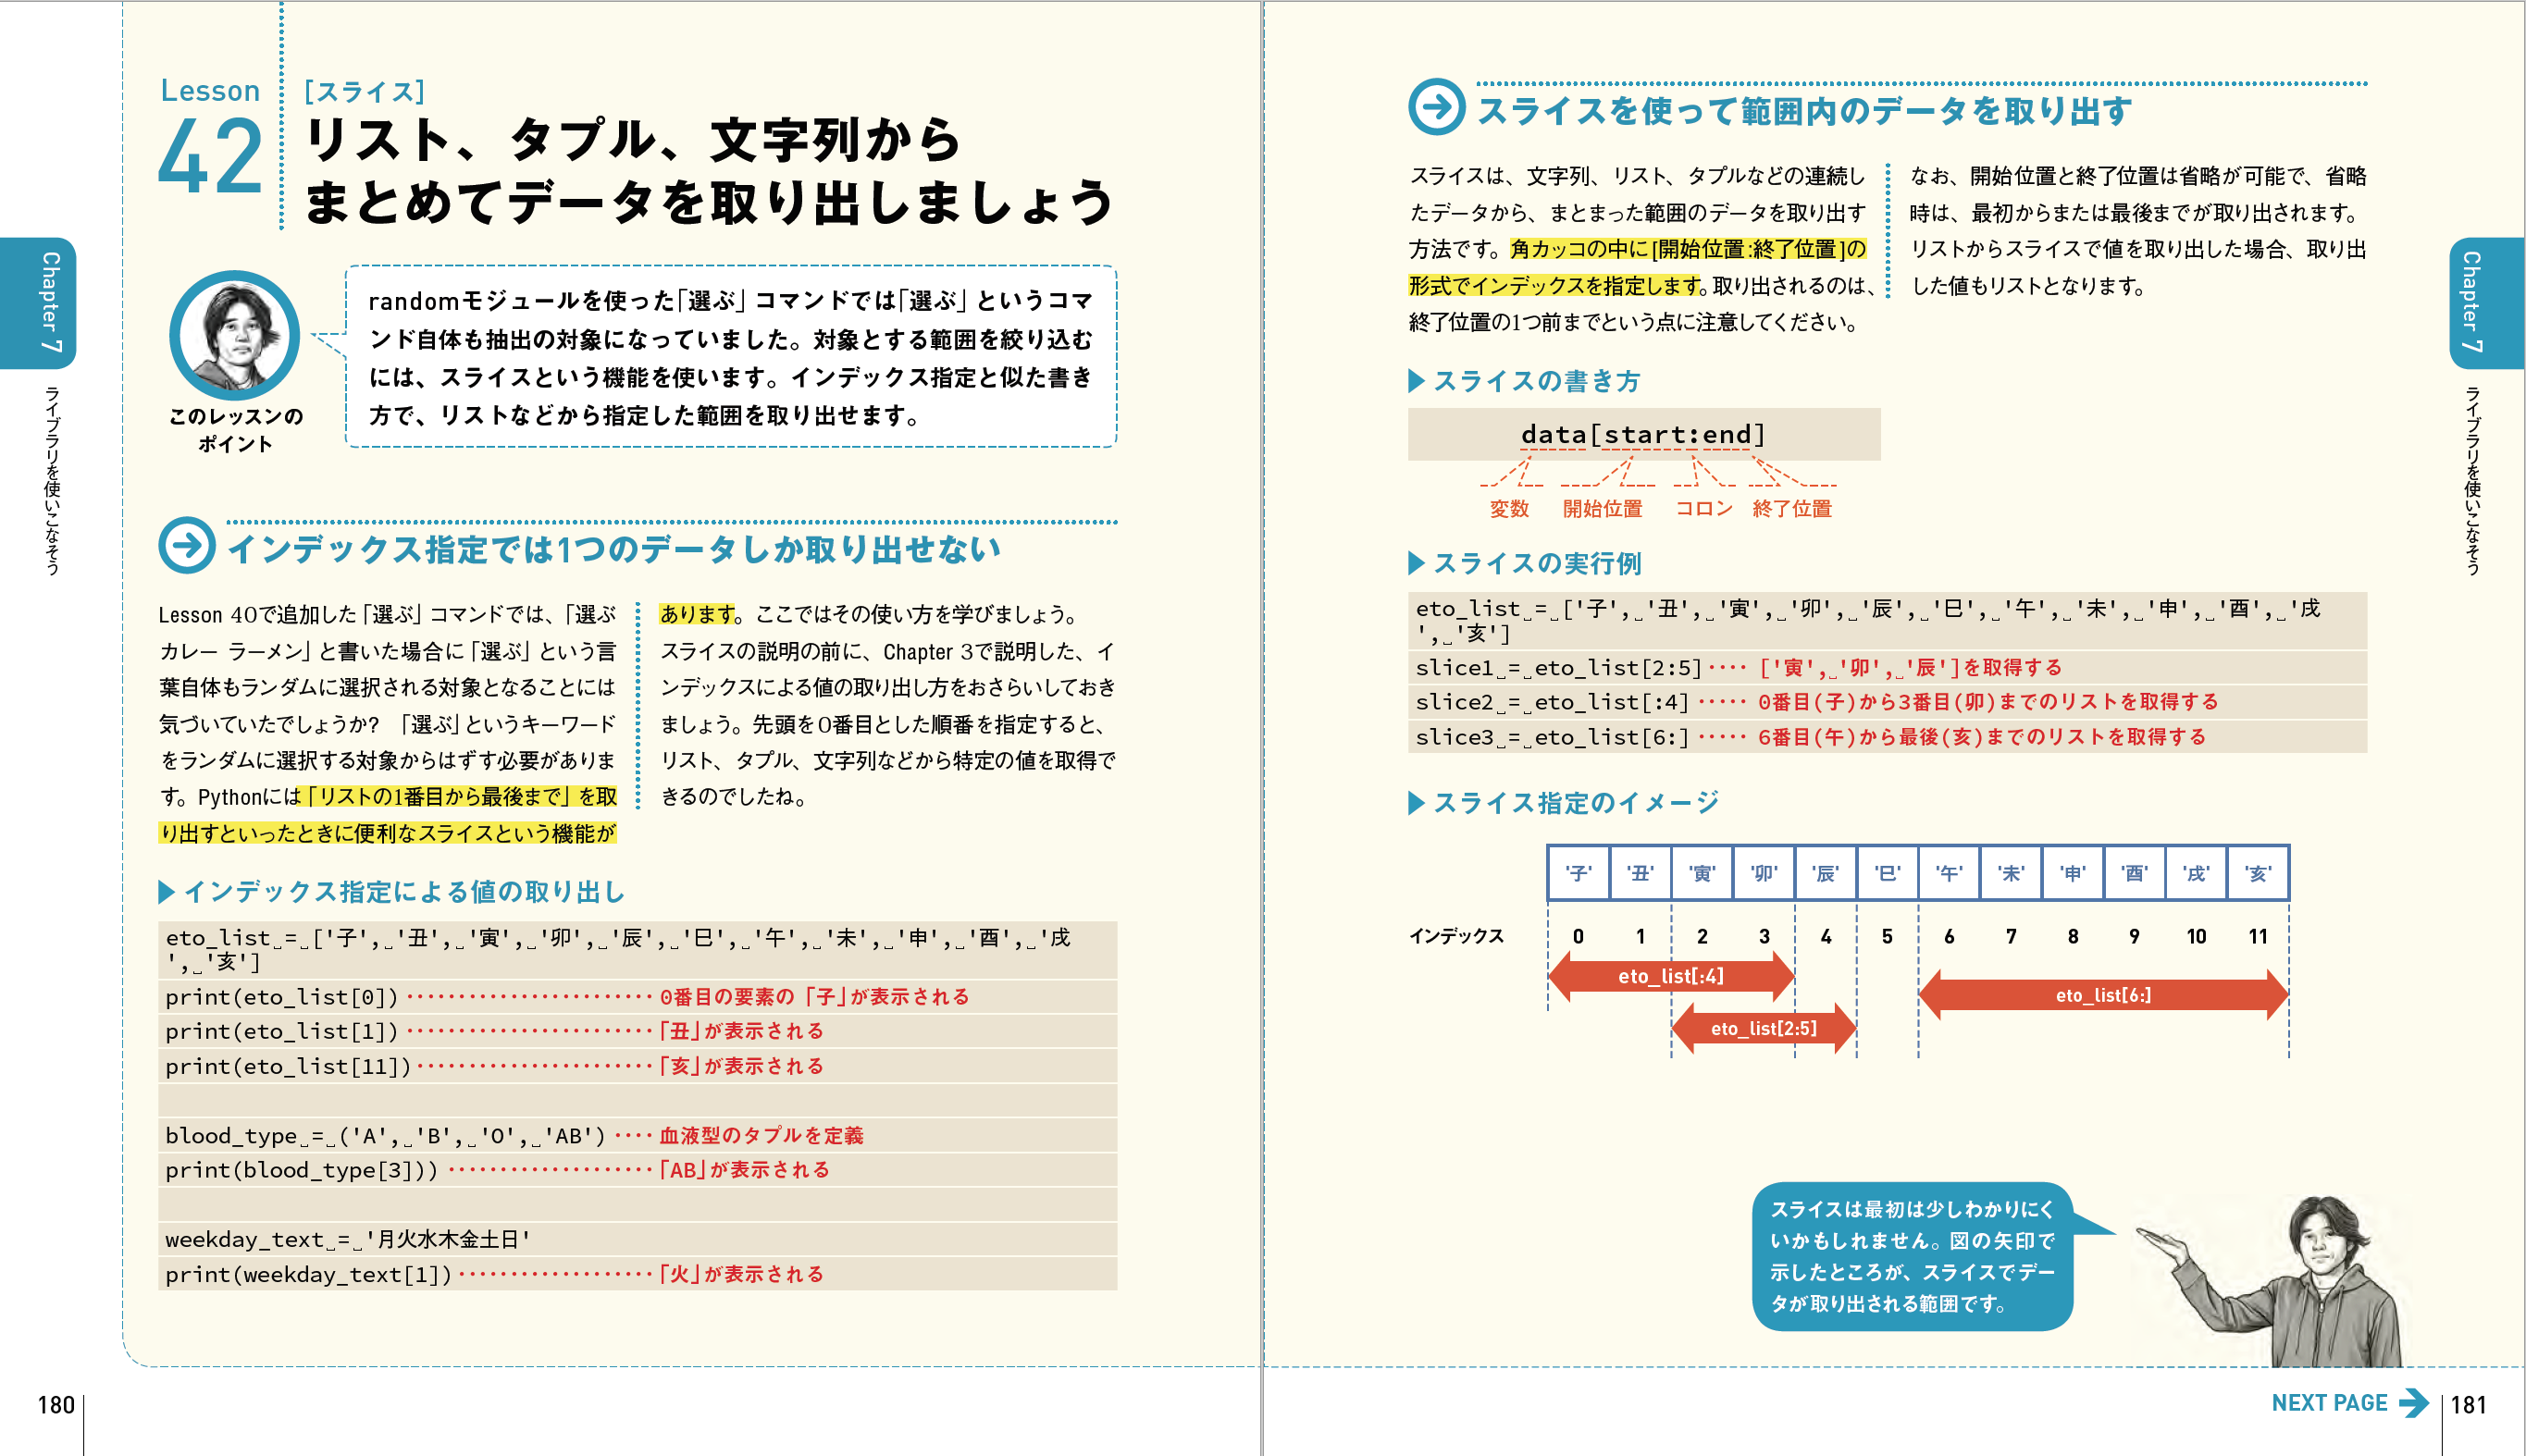 Lesson
42
[スライス]
リスト、タプル、文字列から
まとめてデータを取り出しましょう
Chapter 7
ライブラリを使いこなそう
このレッスンの
ポイント
randomモジュールを使った「選ぶ」コマンドでは「選ぶ」というコマ
ンド自体も抽出の対象になっていました。対象とする範囲を絞り込む
には、スライスという機能を使います。インデックス指定と似た書き
方で、リストなどから指定した範囲を取り出せます。
インデックス指定では1つのデータしか取り出せない
Lesson 40で追加した「選ぶ」コマンドでは、「選ぶ
カレー ラーメン」と書いた場合に「選ぶ」という言
葉自体もランダムに選択される対象となることには
気づいていたでしょうか? 「選ぶ」というキーワード
をランダムに選択する対象からはずす必要がありま
す。Pythonには「リストの1番目から最後まで」を取
り出すといったときに便利なスライスという機能が
あります。ここではその使い方を学びましょう。
スライスの説明の前に、Chapter 3で説明した、イ
ンデックスによる値の取り出し方をおさらいしておき
ましょう。先頭を0番目とした順番を指定すると、
リスト、タプル、文字列などから特定の値を取得で
きるのでしたね。
インデックス指定による値の取り出し
eto_list␣=␣['子',␣'丑',␣'寅',␣'卯',␣'辰',␣'巳',␣'午',␣'未',␣'申',␣'酉',␣'戌
',␣'亥']
print(eto_list[0])························0番目の要素の「子」が表示される
print(eto_list[1])························「丑」が表示される
print(eto_list[11])·······················「亥」が表示される
blood_type␣=␣('A',␣'B',␣'O',␣'AB')····血液型のタプルを定義
print(blood_type[3]))····················「AB」が表示される
weekday_text␣=␣'月火水木金土日'
print(weekday_text[1])···················「火」が表示される
180
スライスを使って範囲内のデータを取り出す
スライスは、文字列、リスト、タプルなどの連続し
たデータから、まとまった範囲のデータを取り出す
方法です。角カッコの中に[開始位置:終了位置]の
形式でインデックスを指定します。取り出されるのは、
終了位置の1つ前までという点に注意してください。
なお、開始位置と終了位置は省略が可能で、省略
時は、最初からまたは最後までが取り出されます。
リストからスライスで値を取り出した場合、取り出
した値もリストとなります。
スライスの書き方
data[start:end]
変数 開始位置 コロン 終了位置
スライスの実行例
eto_list␣=␣['子',␣'丑',␣'寅',␣'卯',␣'辰',␣'巳',␣'午',␣'未',␣'申',␣'酉',␣'戌
',␣'亥']
slice1␣=␣eto_list[2:5]····['寅',␣'卯',␣'辰']を取得する
slice2␣=␣eto_list[:4]·····0番目(子)から3番目(卯)までのリストを取得する
slice3␣=␣eto_list[6:]·····6番目(午)から最後(亥)までのリストを取得する
スライス指定のイメージ
'子' '丑' '寅' '卯' '辰' '巳' '午' '未' '申' '酉' '戌' '亥'
インデックス 0 1 2 3 4 5 6 7 8 9 10 11
eto_list[:4]
eto_list[6:]
eto_list[2:5]
スライスは最初は少しわかりにく
いかもしれません。図の矢印で
示したところが、スライスでデー
タが取り出される範囲です。
Chapter 7
ライブラリを使いこなそう
NEXT PAGE
181